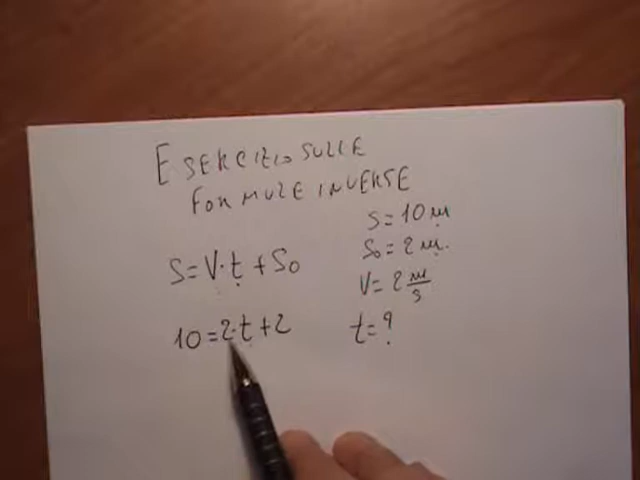 ESERCIZIO SULLE
FORMULE INVERSE
S = 10 m
S = V · t + S₀
S₀ = 2 m.
V = 2 m/s
10 = 2 · t + 2
t = ?